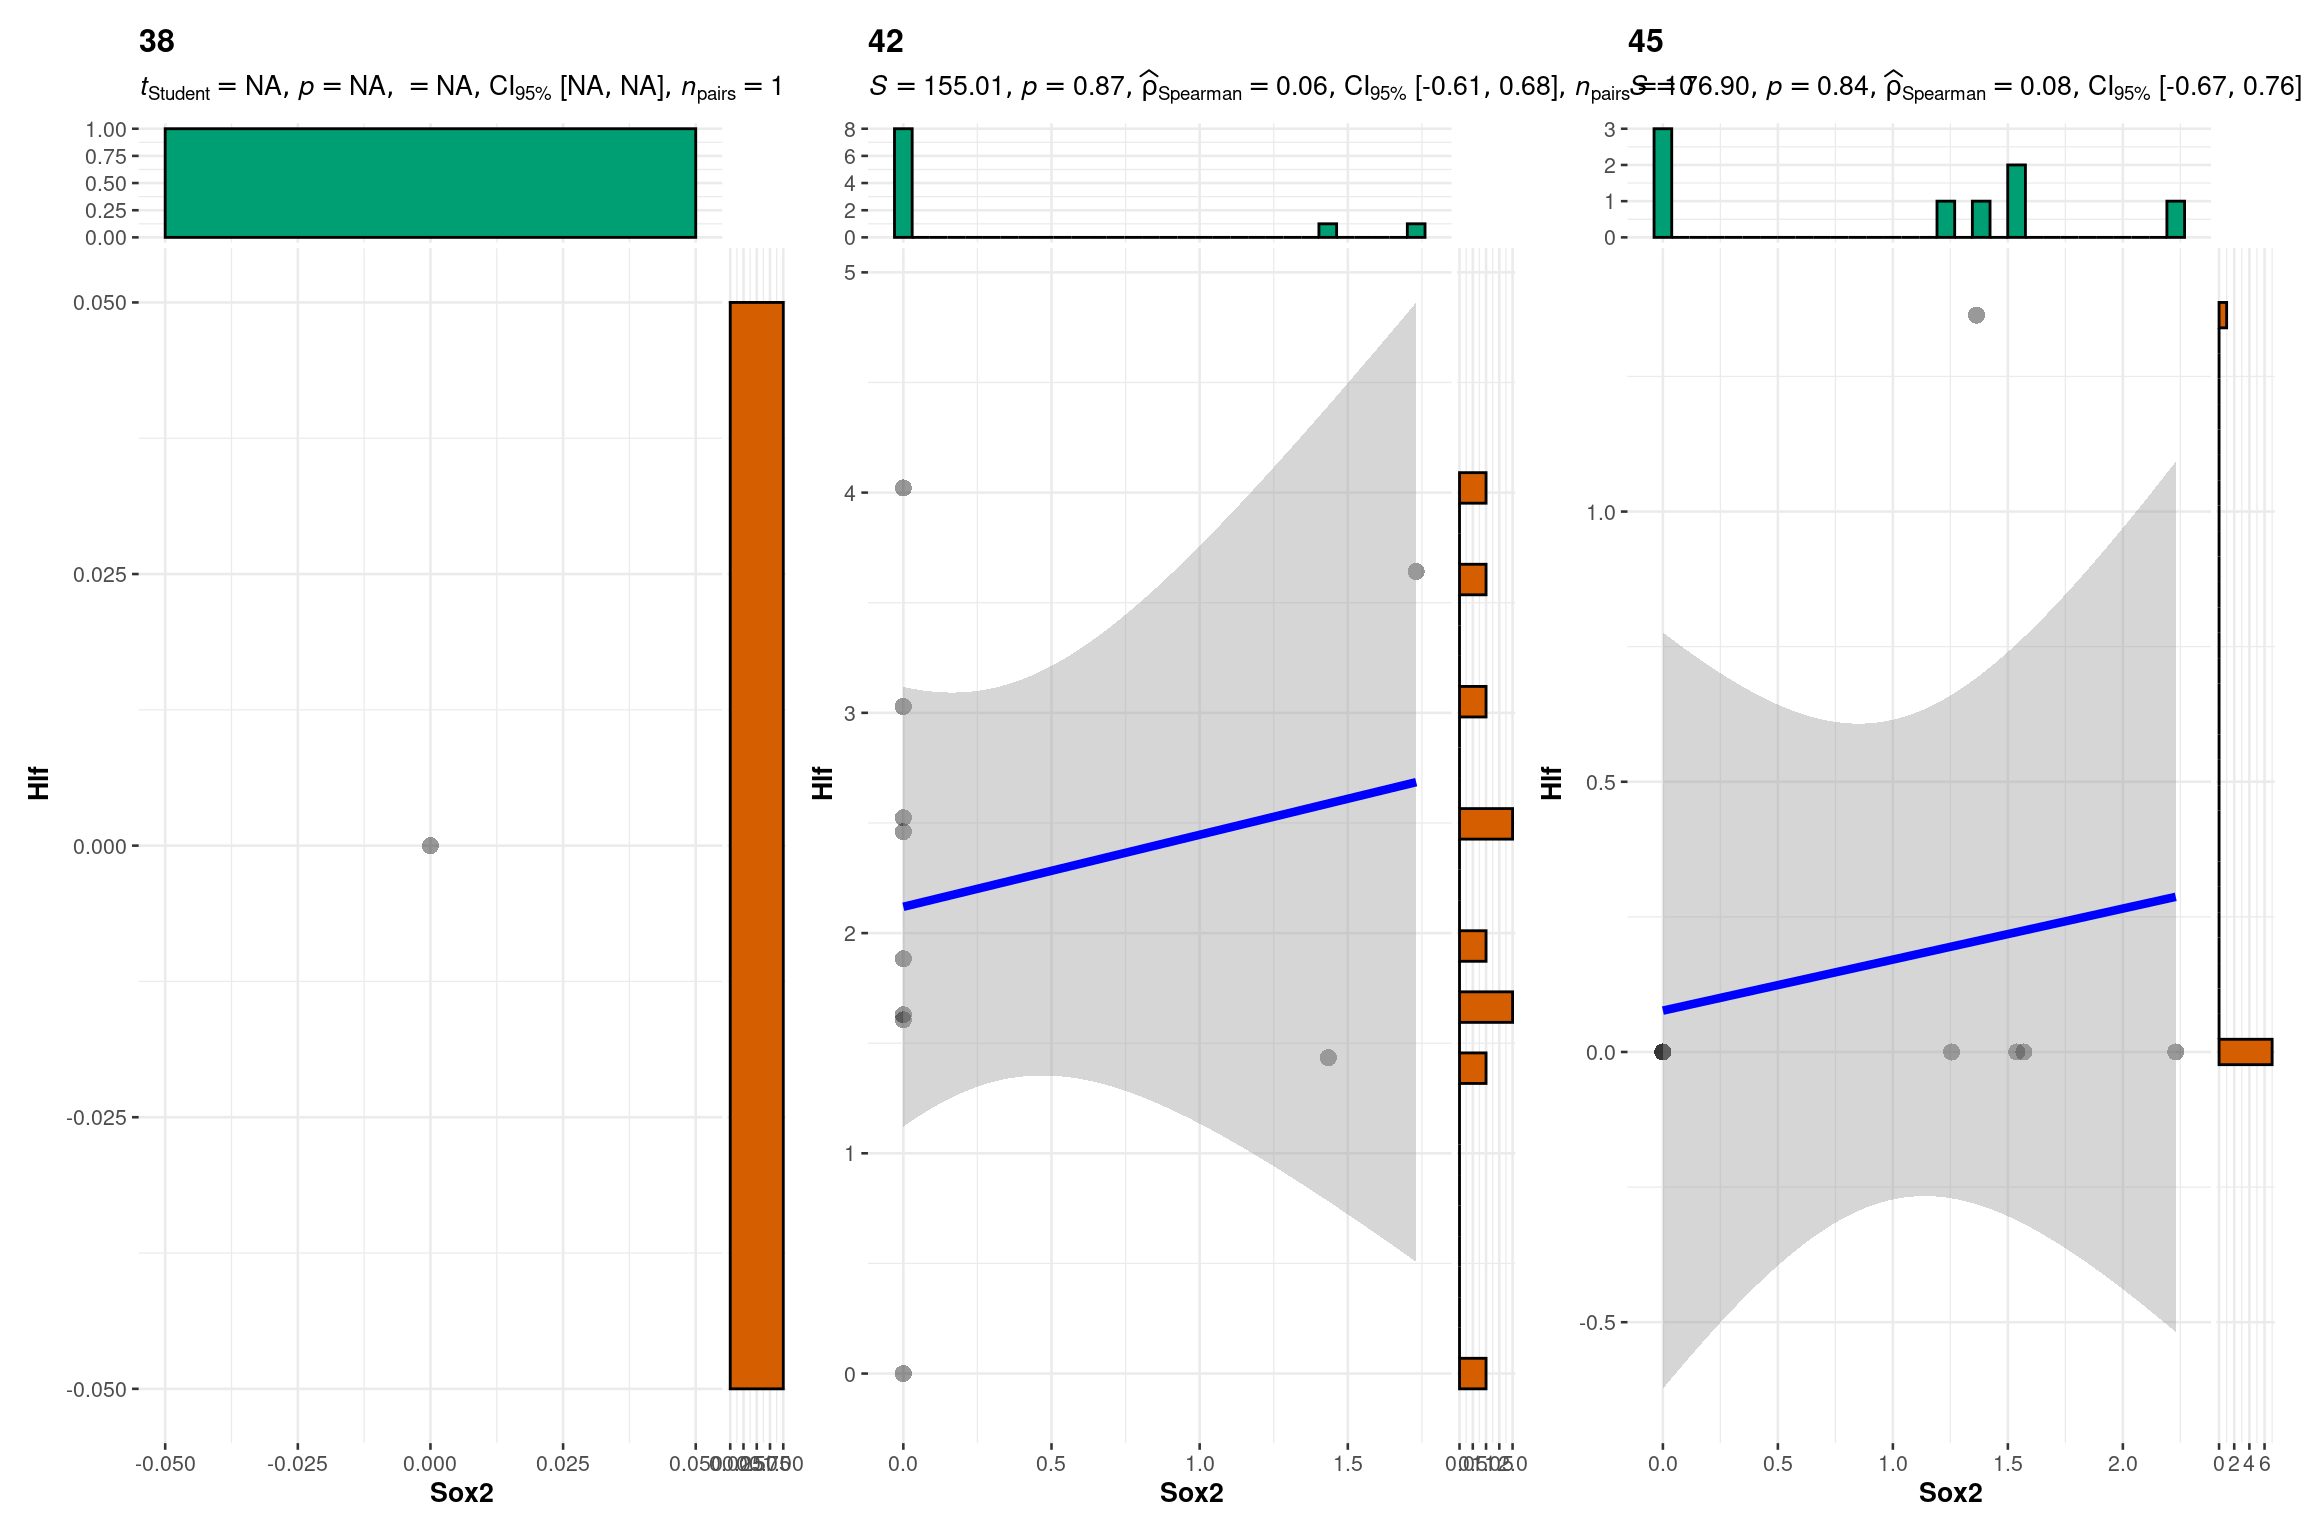 38 42 45
tStudent = NA, p = NA, = NA, CI95% [NA, NA], npairs = 1
S = 155.01, p = 0.87, ρ̂Spearman = 0.06, CI95% [-0.61, 0.68], npairs = 10
S = 76.90, p = 0.84, ρ̂Spearman = 0.08, CI95% [-0.67, 0.76]
1.00
0.75
0.50
0.25
0.00
8
6
4
2
0
3
2
1
0
0.050
0.025
0.000
-0.025
-0.050
Hlf
5
4
3
2
1
0
Hlf
1.0
0.5
0.0
-0.5
Hlf
-0.050 -0.025 0.000 0.025 0.050
0.0 0.5 1.0 1.5
0.0 0.5 1.0 1.5 2.0
0 2 4 6
Sox2 Sox2 Sox2